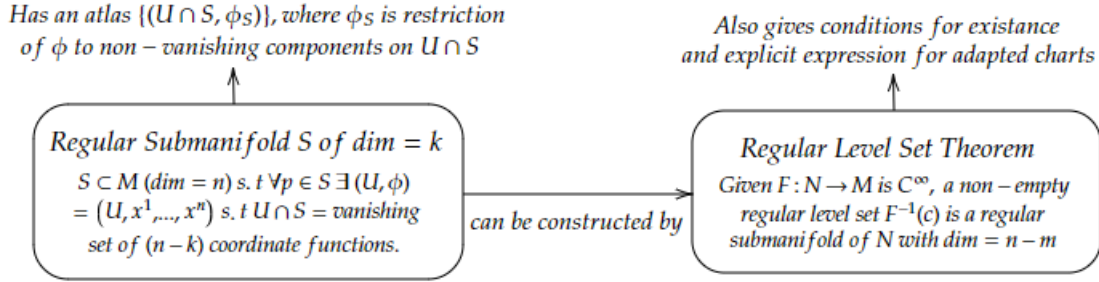 Has an atlas {(U ∩ S, ϕ_S)}, where ϕ_S is restriction
of ϕ to non − vanishing components on U ∩ S
Regular Submanifold S of dim = k
S ⊂ M (dim = n) s. t ∀p ∈ S ∃ (U, ϕ)
= (U, x¹,..., xⁿ) s. t U ∩ S = vanishing
set of (n − k) coordinate functions.
can be constructed by
Also gives conditions for existance
and explicit expression for adapted charts
Regular Level Set Theorem
Given F : N → M is C^∞, a non − empty
regular level set F⁻¹(c) is a regular
submanifold of N with dim = n − m